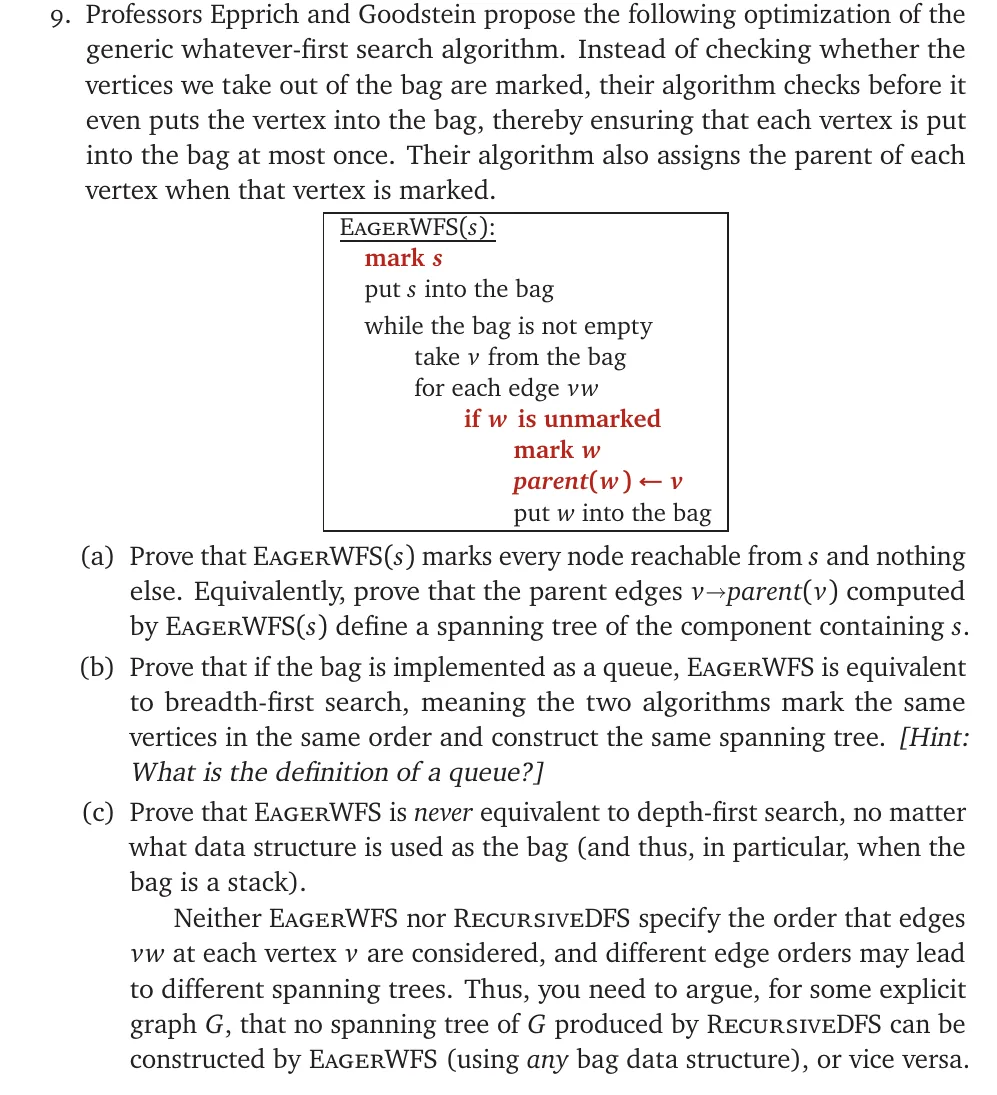 9. Professors Epprich and Goodstein propose the following optimization of the
generic whatever-first search algorithm. Instead of checking whether the
vertices we take out of the bag are marked, their algorithm checks before it
even puts the vertex into the bag, thereby ensuring that each vertex is put
into the bag at most once. Their algorithm also assigns the parent of each
vertex when that vertex is marked.
EAGERWFS(s):
mark s
put s into the bag
while the bag is not empty
take v from the bag
for each edge vw
if w is unmarked
mark w
parent(w) ← v
put w into the bag
(a) Prove that EAGERWFS(s) marks every node reachable from s and nothing
else. Equivalently, prove that the parent edges v→parent(v) computed
by EAGERWFS(s) define a spanning tree of the component containing s.
(b) Prove that if the bag is implemented as a queue, EAGERWFS is equivalent
to breadth-first search, meaning the two algorithms mark the same
vertices in the same order and construct the same spanning tree. [Hint:
What is the definition of a queue?]
(c) Prove that EAGERWFS is never equivalent to depth-first search, no matter
what data structure is used as the bag (and thus, in particular, when the
bag is a stack).
Neither EAGERWFS nor RECURSIVEDFS specify the order that edges
vw at each vertex v are considered, and different edge orders may lead
to different spanning trees. Thus, you need to argue, for some explicit
graph G, that no spanning tree of G produced by RECURSIVEDFS can be
constructed by EAGERWFS (using any bag data structure), or vice versa.